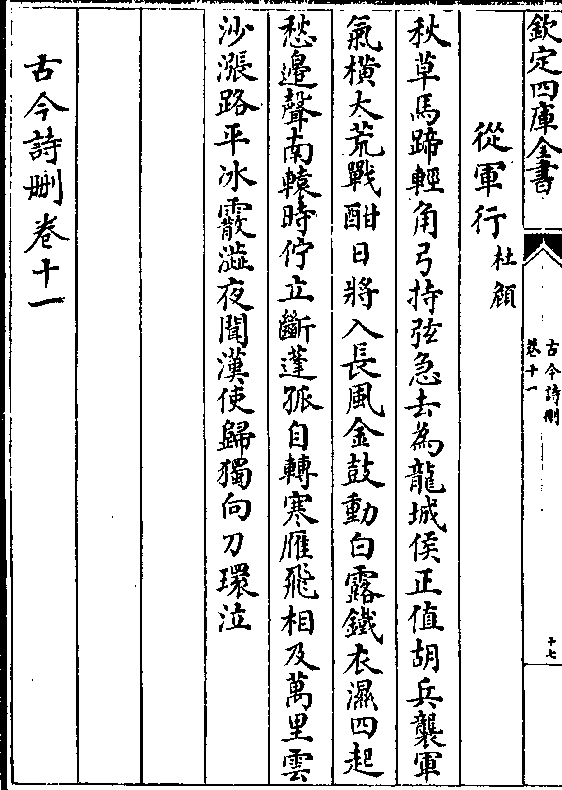 欽定四庫全書
古今詩刪
卷十一
十七
從軍行 杜頠
秋草馬蹄輕角弓持弦急去為龍城侯正值胡兵襲軍
氣橫大荒戰酣日將入長風金鼓動白露鐵衣濕四起
愁邊聲南轅時佇立斷蓬孤自轉寒雁飛相及萬里雲
沙漲路平冰霰澁夜聞漢使歸獨向刀環泣
古今詩刪卷十一